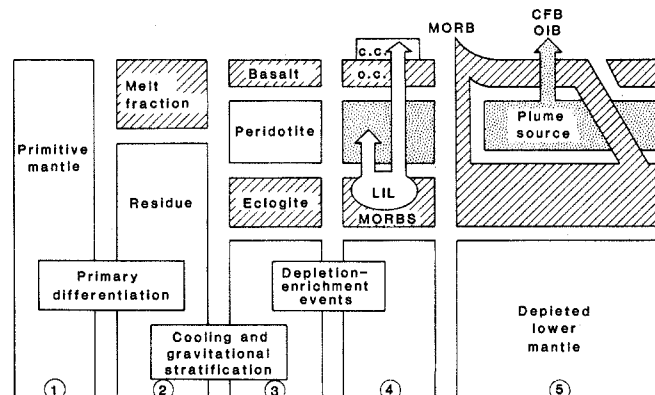 MORB
CFB
OIB
c.c.
o.c.
Melt
fraction
Basalt
Peridotite
Plume
source
Primitive
mantle
Residue
Eclogite
LIL
MORBS
Primary
differentiation
Depletion-
enrichment
events
Cooling and
gravitational
stratification
Depleted
lower
mantle
1
2
3
4
5